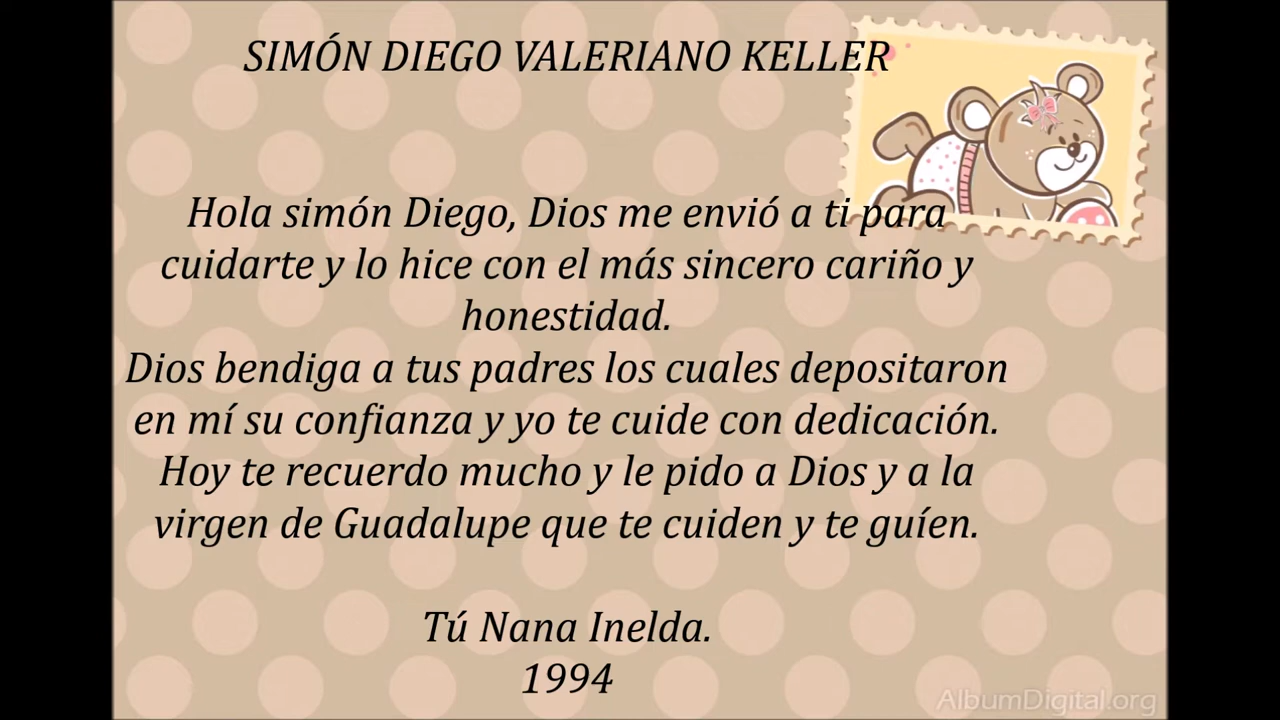 SIMÓN DIEGO VALERIANO KELLER
Hola simón Diego, Dios me envió a ti para
cuidarte y lo hice con el más sincero cariño y
honestidad.
Dios bendiga a tus padres los cuales depositaron
en mí su confianza y yo te cuide con dedicación.
Hoy te recuerdo mucho y le pido a Dios y a la
virgen de Guadalupe que te cuiden y te guíen.
Tú Nana Inelda.
1994
AlbumDigital.org